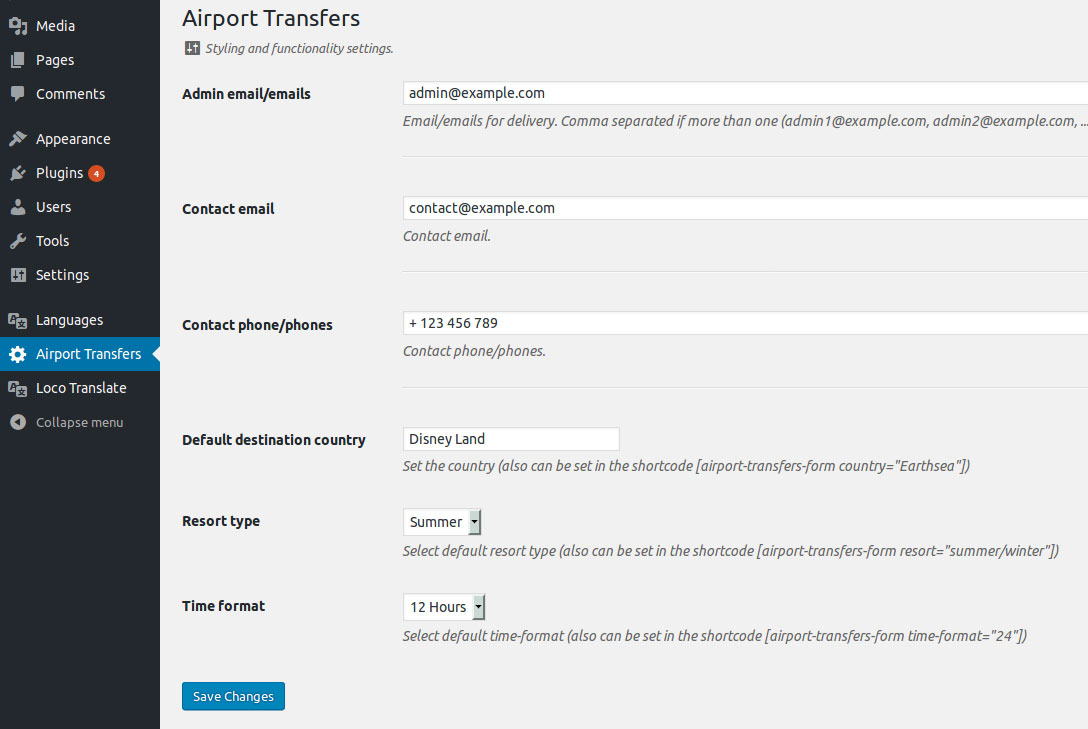 Media
Pages
Comments
Appearance
Plugins 4
Users
Tools
Settings
Languages
Airport Transfers
Loco Translate
Collapse menu
Airport Transfers
Styling and functionality settings.
Admin email/emails
admin@example.com
Email/emails for delivery. Comma separated if more than one (admin1@example.com, admin2@example.com, ...
Contact email
contact@example.com
Contact email.
Contact phone/phones
+ 123 456 789
Contact phone/phones.
Default destination country
Disney Land
Set the country (also can be set in the shortcode [airport-transfers-form country="Earthsea"])
Resort type
Summer
Select default resort type (also can be set in the shortcode [airport-transfers-form resort="summer/winter"])
Time format
12 Hours
Select default time-format (also can be set in the shortcode [airport-transfers-form time-format="24"])
Save Changes